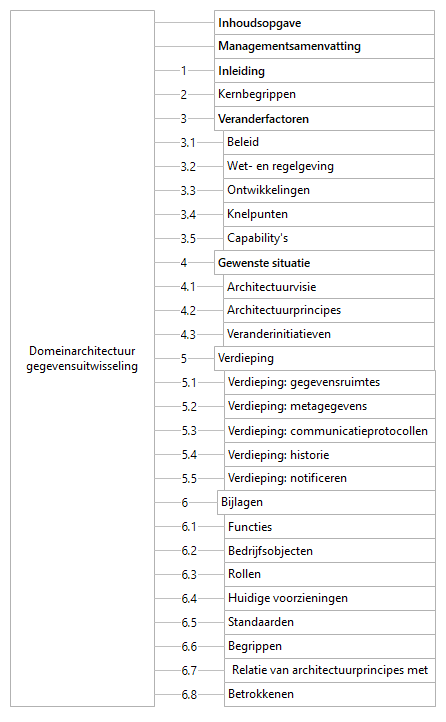 Domeinarchitectuur
gegevensuitwisseling
Inhoudsopgave
Managementsamenvatting
1 Inleiding
2 Kernbegrippen
3 Veranderfactoren
3.1 Beleid
3.2 Wet- en regelgeving
3.3 Ontwikkelingen
3.4 Knelpunten
3.5 Capability's
4 Gewenste situatie
4.1 Architectuurvisie
4.2 Architectuurprincipes
4.3 Veranderinitiatieven
5 Verdieping
5.1 Verdieping: gegevensruimtes
5.2 Verdieping: metagegevens
5.3 Verdieping: communicatieprotocollen
5.4 Verdieping: historie
5.5 Verdieping: notificeren
6 Bijlagen
6.1 Functies
6.2 Bedrijfsobjecten
6.3 Rollen
6.4 Huidige voorzieningen
6.5 Standaarden
6.6 Begrippen
6.7 Relatie van architectuurprincipes met
6.8 Betrokkenen